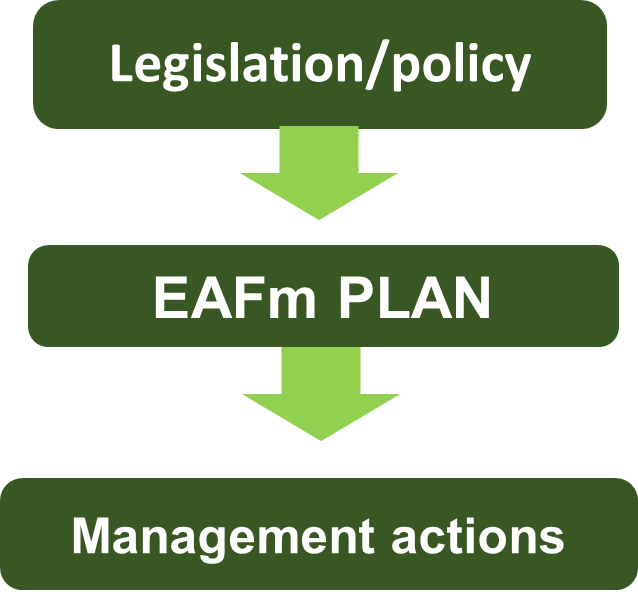 Legislation/policy
EAFm PLAN
Management actions